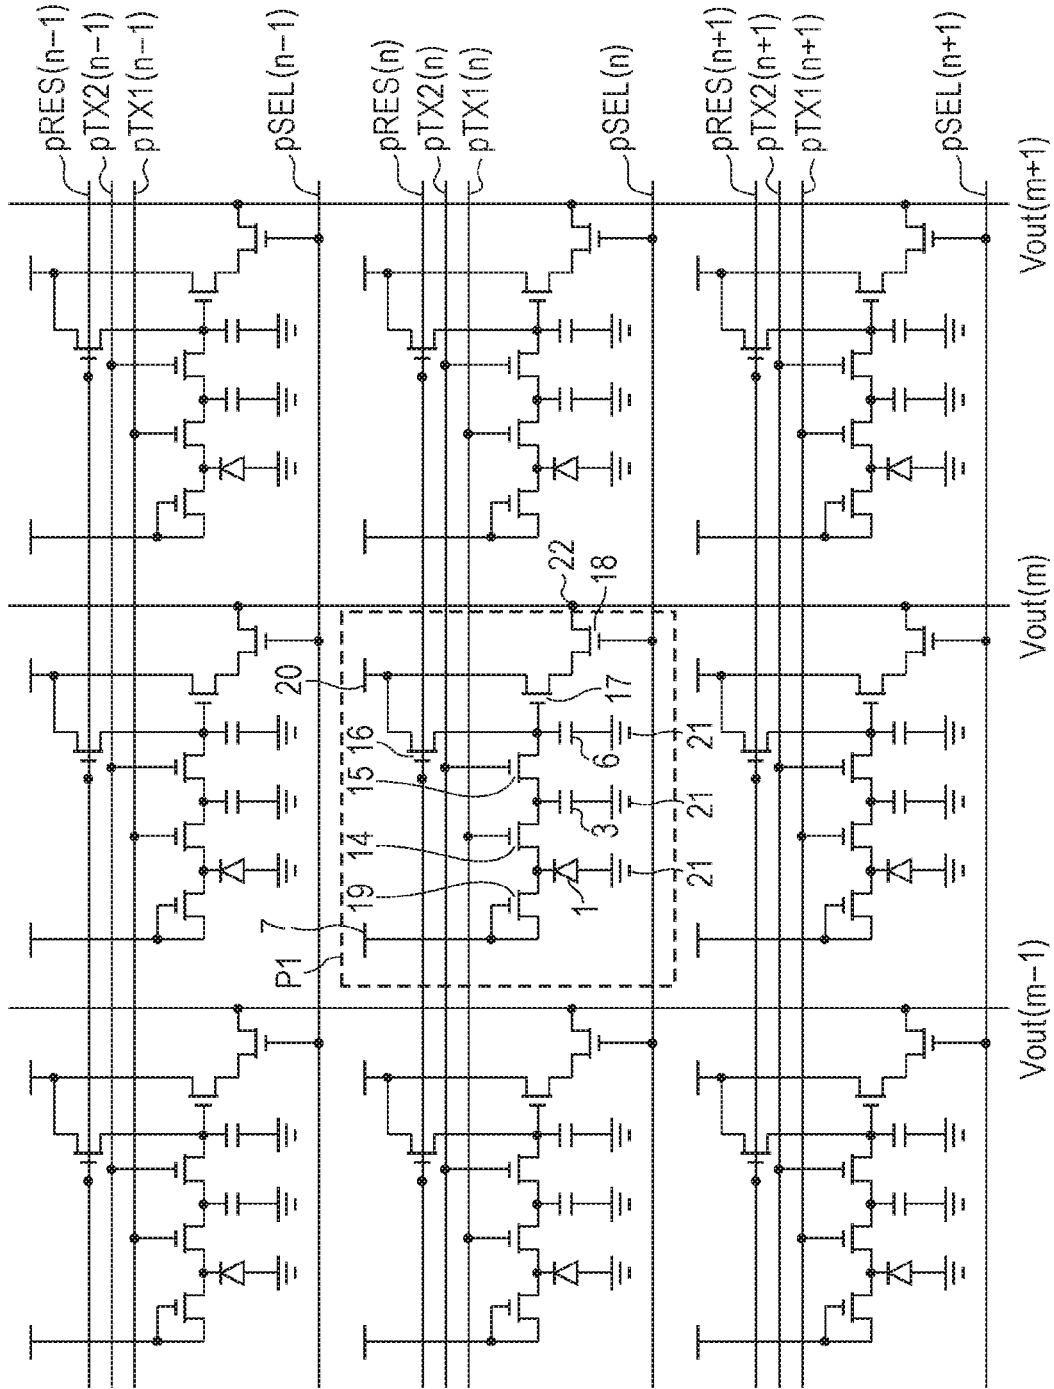 pRES(n−1)
pTX2(n−1)
pTX1(n−1)
pSEL(n−1)
pRES(n)
pTX2(n)
pTX1(n)
pSEL(n)
pRES(n+1)
pTX2(n+1)
pTX1(n+1)
pSEL(n+1)
Vout(m+1)
Vout(m)
Vout(m−1)
P1
7
19
14
15
16
20
22
18
17
6
3
1
21
21
21